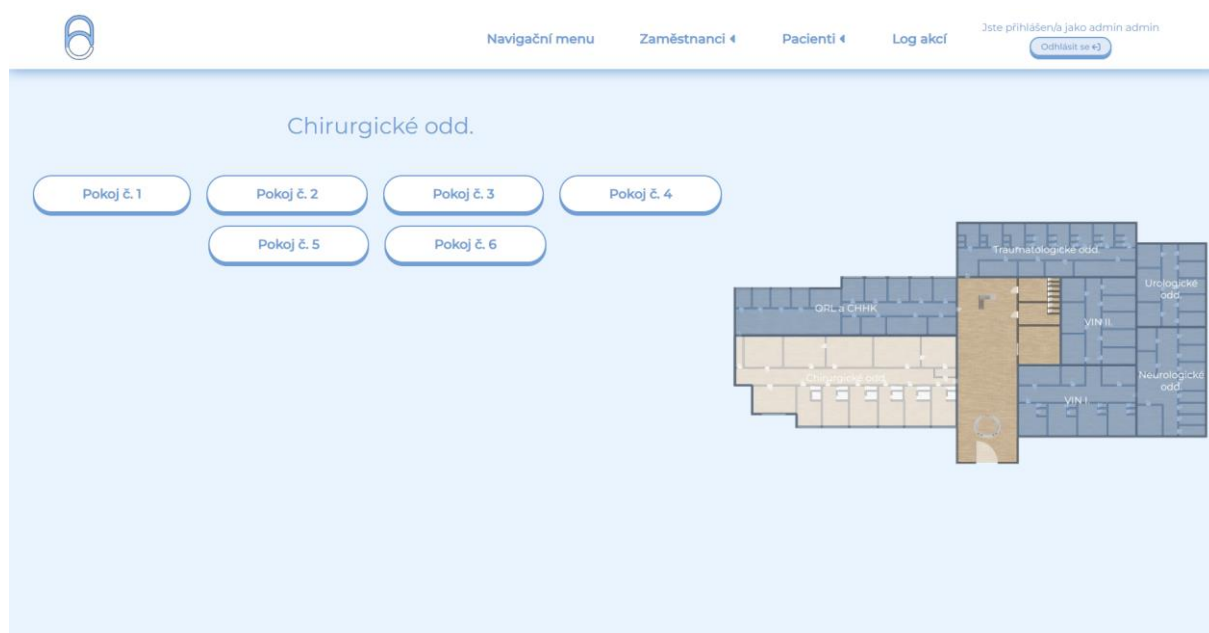 Navigační menu
Zaměstnanci
Pacienti
Log akcí
Jste přihlášen/a jako admin admin
Odhlásit se
Chirurgické odd.
Pokoj č. 1
Pokoj č. 2
Pokoj č. 3
Pokoj č. 4
Pokoj č. 5
Pokoj č. 6
Traumatologické odd.
Urologické
odd.
ORL a CHHK
VIN II.
Chirurgické odd.
Neurologické
odd.
VIN I.